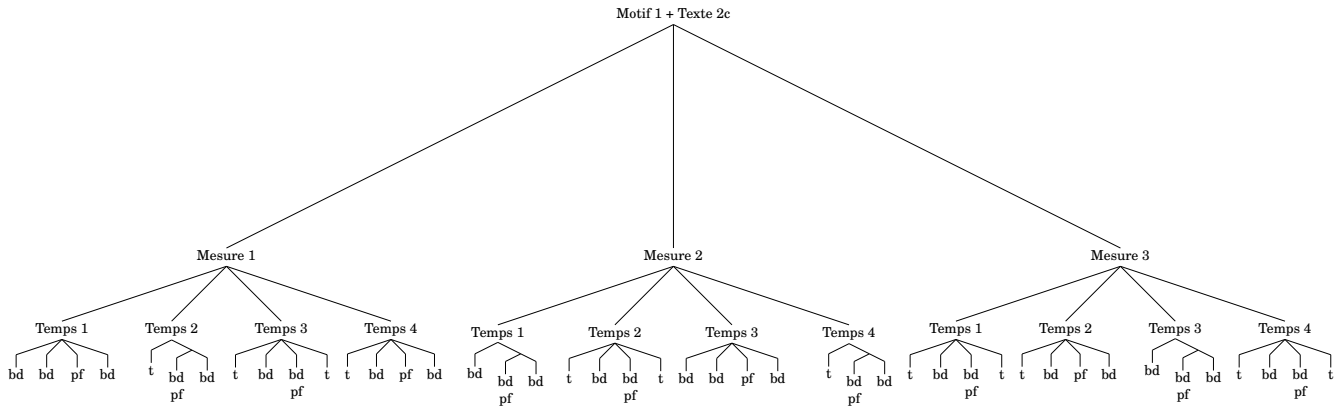 Motif 1 + Texte 2c
Mesure 1 Mesure 2 Mesure 3
Temps 1 Temps 2 Temps 3 Temps 4 Temps 1 Temps 2 Temps 3 Temps 4 Temps 1 Temps 2 Temps 3 Temps 4
bd bd pf bd t bd bd t bd bd t t bd pf bd bd bd bd t bd bd t bd bd pf bd t bd bd t bd bd t t bd pf bd bd bd bd t bd bd t
pf pf pf pf pf pf pf pf